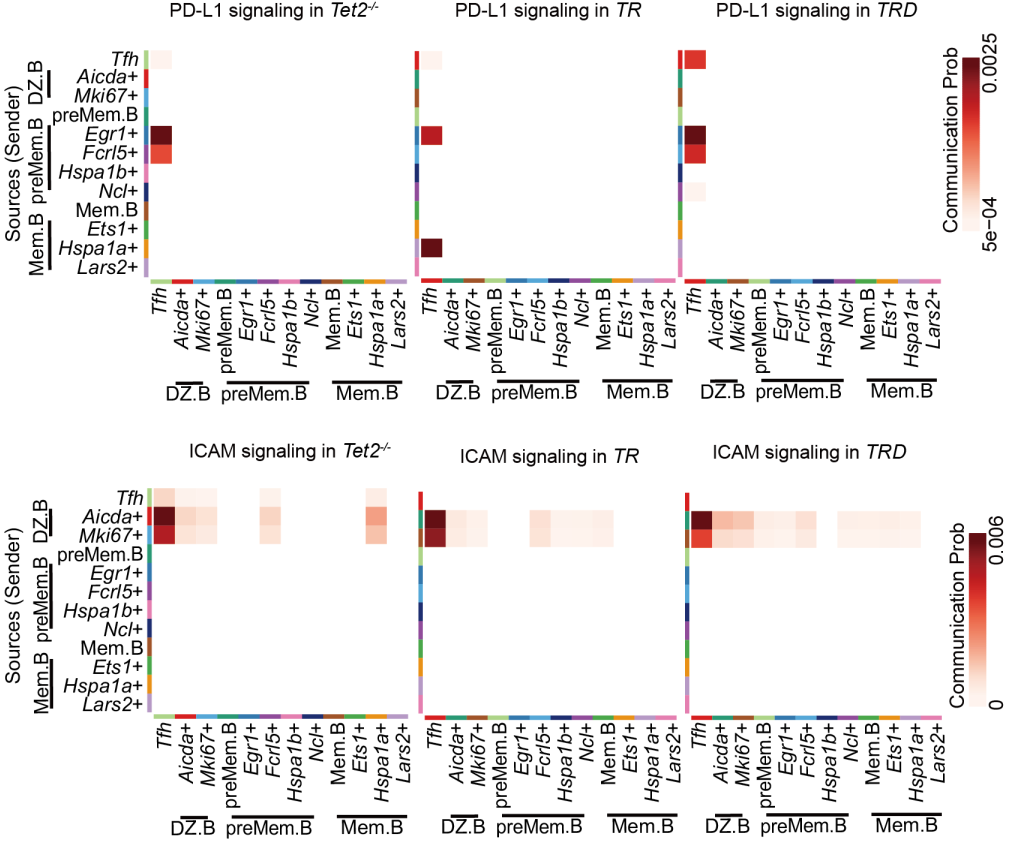 PD-L1 signaling in Tet2-/-
PD-L1 signaling in TR
PD-L1 signaling in TRD
Sources (Sender)
DZ.B
preMem.B
Mem.B
Tfh
Aicda+
Mki67+
preMem.B
Egr1+
Fcrl5+
Hspa1b+
Ncl+
Mem.B
Ets1+
Hspa1a+
Lars2+
Communication Prob
0.0025
5e−04
Tfh Aicda+ Mki67+ preMem.B Egr1+ Fcrl5+ Hspa1b+ Ncl+ Mem.B Ets1+ Hspa1a+ Lars2+
Tfh Aicda+ Mki67+ preMem.B Egr1+ Fcrl5+ Hspa1b+ Ncl+ Mem.B Ets1+ Hspa1a+ Lars2+
Tfh Aicda+ Mki67+ preMem.B Egr1+ Fcrl5+ Hspa1b+ Ncl+ Mem.B Ets1+ Hspa1a+ Lars2+
DZ.B preMem.B Mem.B
DZ.B preMem.B Mem.B
DZ.B preMem.B Mem.B
ICAM signaling in Tet2-/-
ICAM signaling in TR
ICAM signaling in TRD
Sources (Sender)
DZ.B
preMem.B
Mem.B
Tfh
Aicda+
Mki67+
preMem.B
Egr1+
Fcrl5+
Hspa1b+
Ncl+
Mem.B
Ets1+
Hspa1a+
Lars2+
Communication Prob
0.006
0
Tfh Aicda+ Mki67+ preMem.B Egr1+ Fcrl5+ Hspa1b+ Ncl+ Mem.B Ets1+ Hspa1a+ Lars2+
Tfh Aicda+ Mki67+ preMem.B Egr1+ Fcrl5+ Hspa1b+ Ncl+ Mem.B Ets1+ Hspa1a+ Lars2+
Tfh Aicda+ Mki67+ preMem.B Egr1+ Fcrl5+ Hspa1b+ Ncl+ Mem.B Ets1+ Hspa1a+ Lars2+
DZ.B preMem.B Mem.B
DZ.B preMem.B Mem.B
DZ.B preMem.B Mem.B